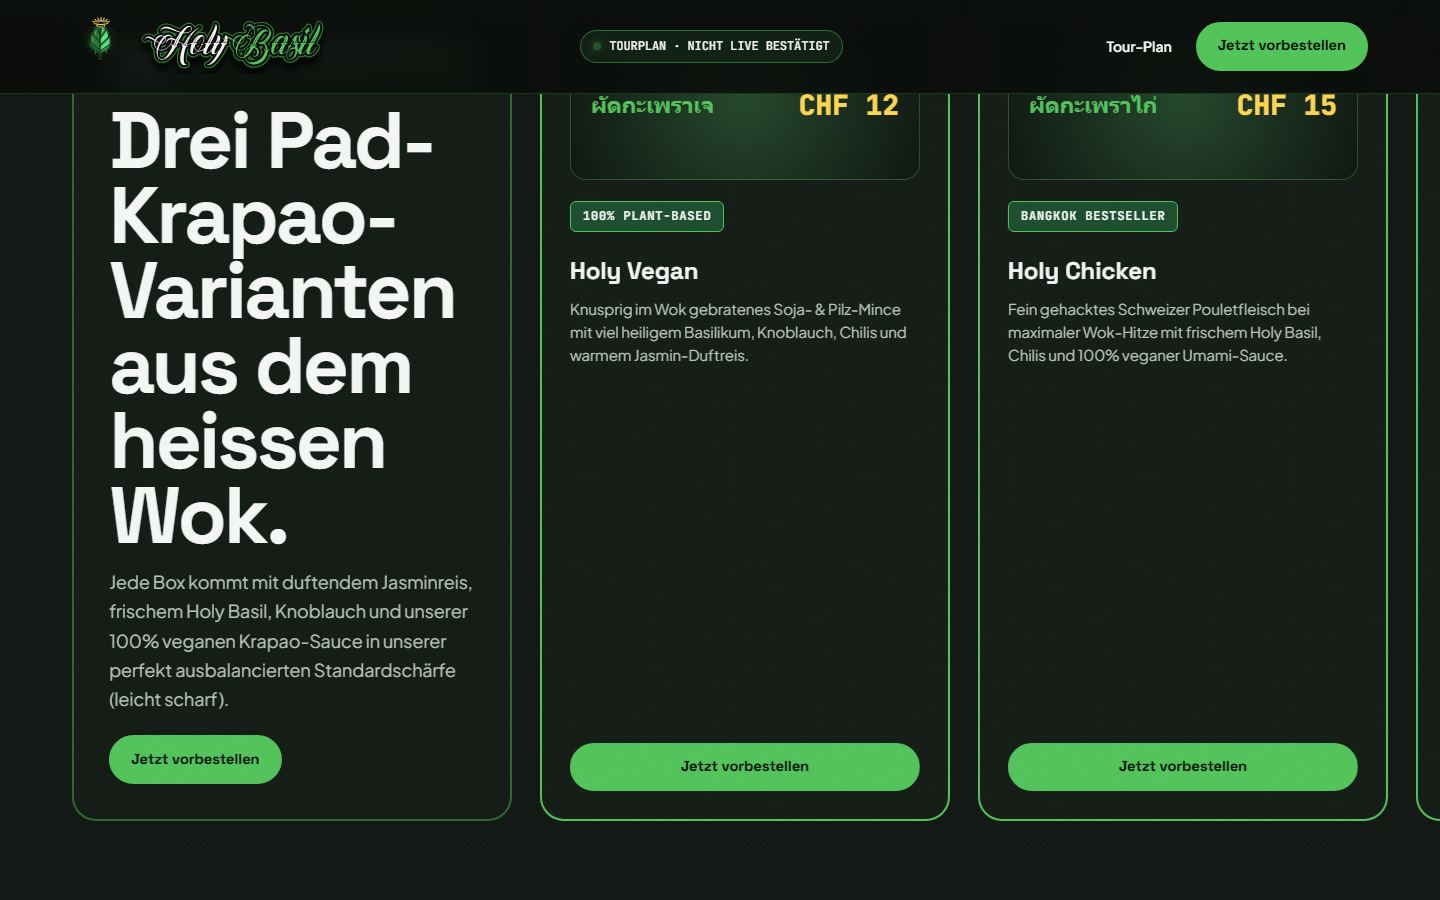 Holy Basil
TOURPLAN · NICHT LIVE BESTÄTIGT
Tour-Plan
Jetzt vorbestellen
Drei Pad-
Krapao-
Varianten
aus dem
heissen
Wok.
Jede Box kommt mit duftendem Jasminreis,
frischem Holy Basil, Knoblauch und unserer
100% veganen Krapao-Sauce in unserer
perfekt ausbalancierten Standardschärfe
(leicht scharf).
Jetzt vorbestellen
ผัดกะเพราเจ
CHF 12
100% PLANT-BASED
Holy Vegan
Knusprig im Wok gebratenes Soja- & Pilz-Mince
mit viel heiligem Basilikum, Knoblauch, Chilis und
warmem Jasmin-Duftreis.
Jetzt vorbestellen
ผัดกะเพราไก่
CHF 15
BANGKOK BESTSELLER
Holy Chicken
Fein gehacktes Schweizer Pouletfleisch bei
maximaler Wok-Hitze mit frischem Holy Basil,
Chilis und 100% veganer Umami-Sauce.
Jetzt vorbestellen